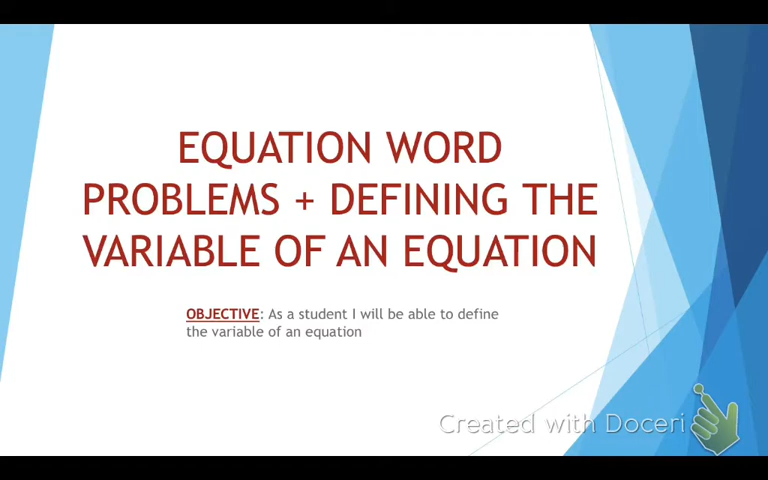 EQUATION WORD
PROBLEMS + DEFINING THE
VARIABLE OF AN EQUATION
OBJECTIVE: As a student I will be able to define
the variable of an equation
Created with Doceri